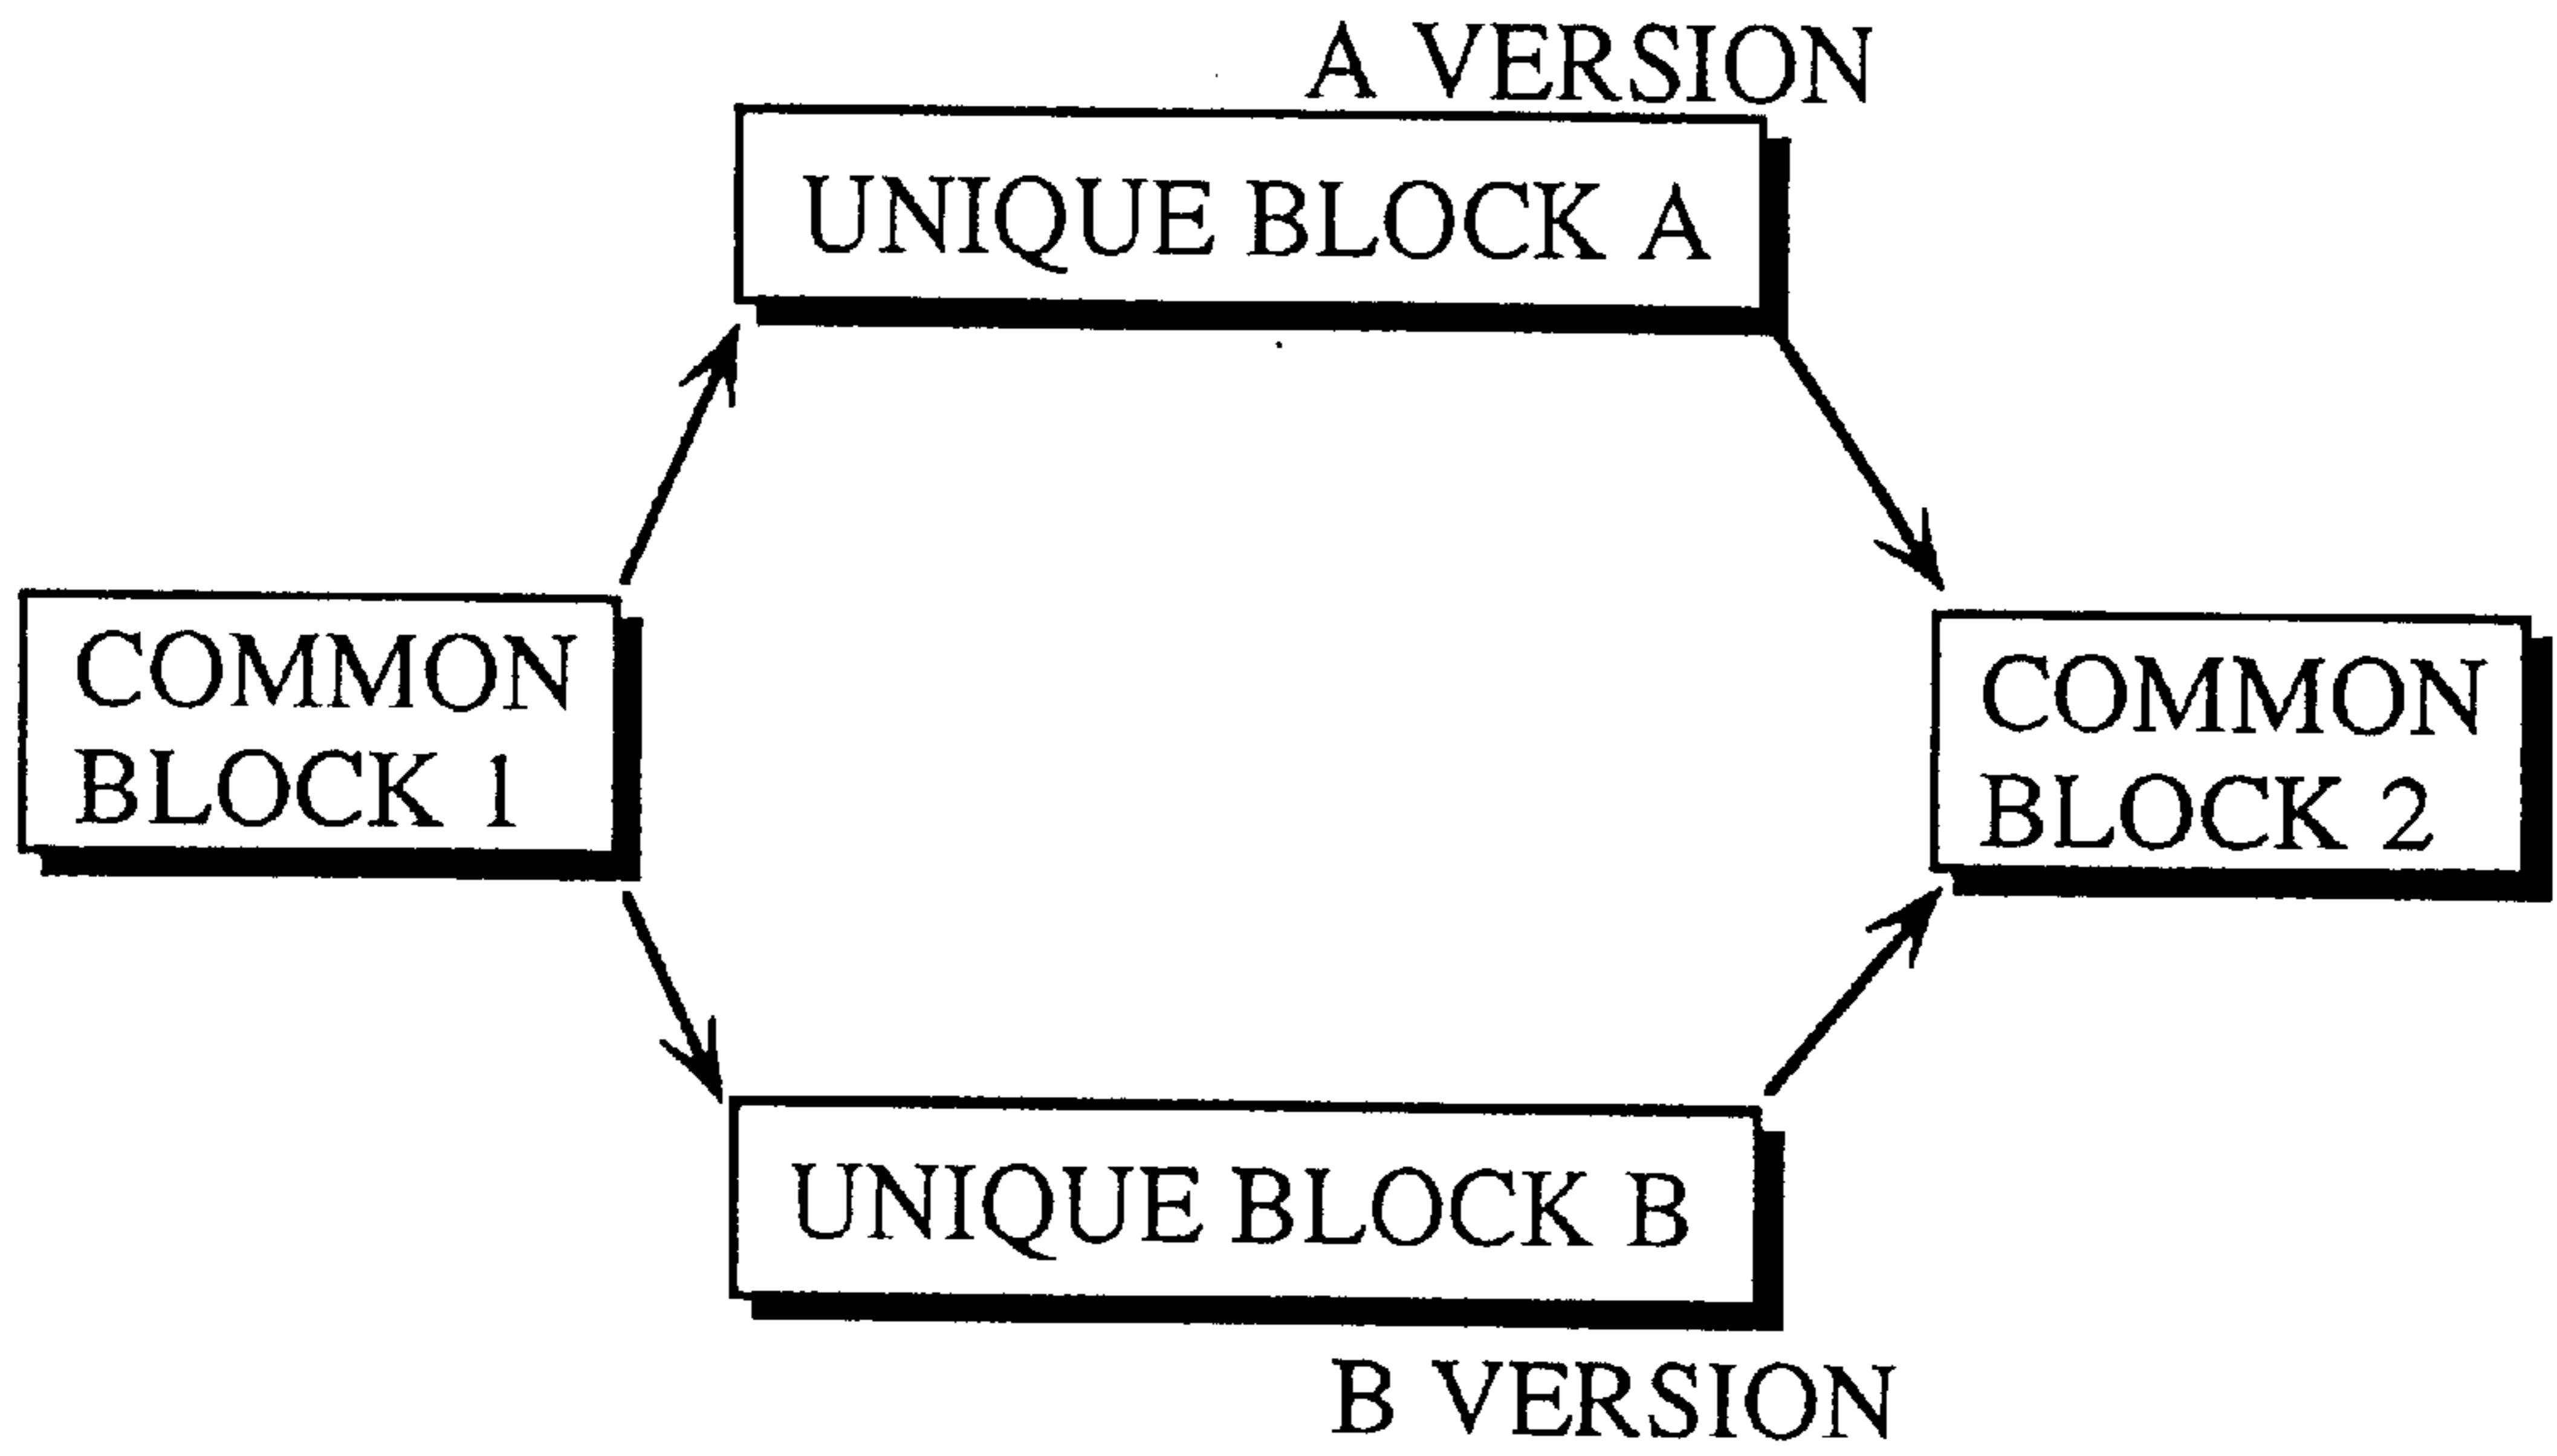 A VERSION
UNIQUE BLOCK A
COMMON
BLOCK 1
COMMON
BLOCK 2
UNIQUE BLOCK B
B VERSION